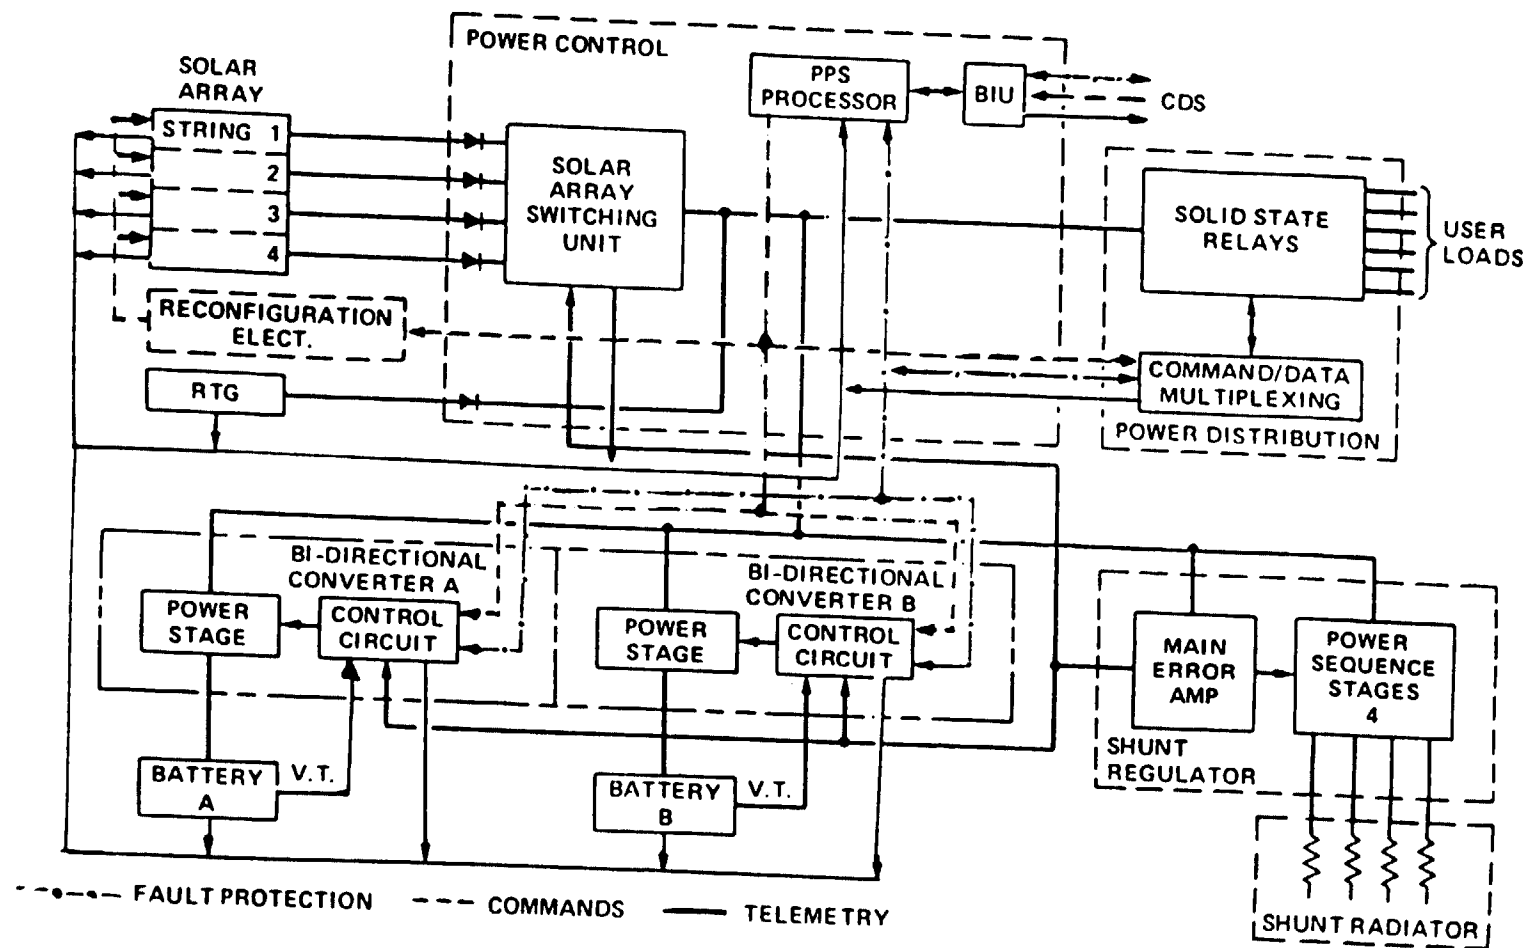 POWER CONTROL
SOLAR
ARRAY
STRING 1
2
3
4
SOLAR
ARRAY
SWITCHING
UNIT
PPS
PROCESSOR
BIU
CDS
SOLID STATE
RELAYS
USER
LOADS
RECONFIGURATION
ELECT.
RTG
COMMAND/DATA
MULTIPLEXING
POWER DISTRIBUTION
BI-DIRECTIONAL
CONVERTER A
POWER
STAGE
CONTROL
CIRCUIT
BI-DIRECTIONAL
CONVERTER B
POWER
STAGE
CONTROL
CIRCUIT
MAIN
ERROR
AMP
POWER
SEQUENCE
STAGES
4
SHUNT
REGULATOR
BATTERY
A
V.T.
BATTERY
B
V.T.
SHUNT RADIATOR
FAULT PROTECTION
COMMANDS
TELEMETRY